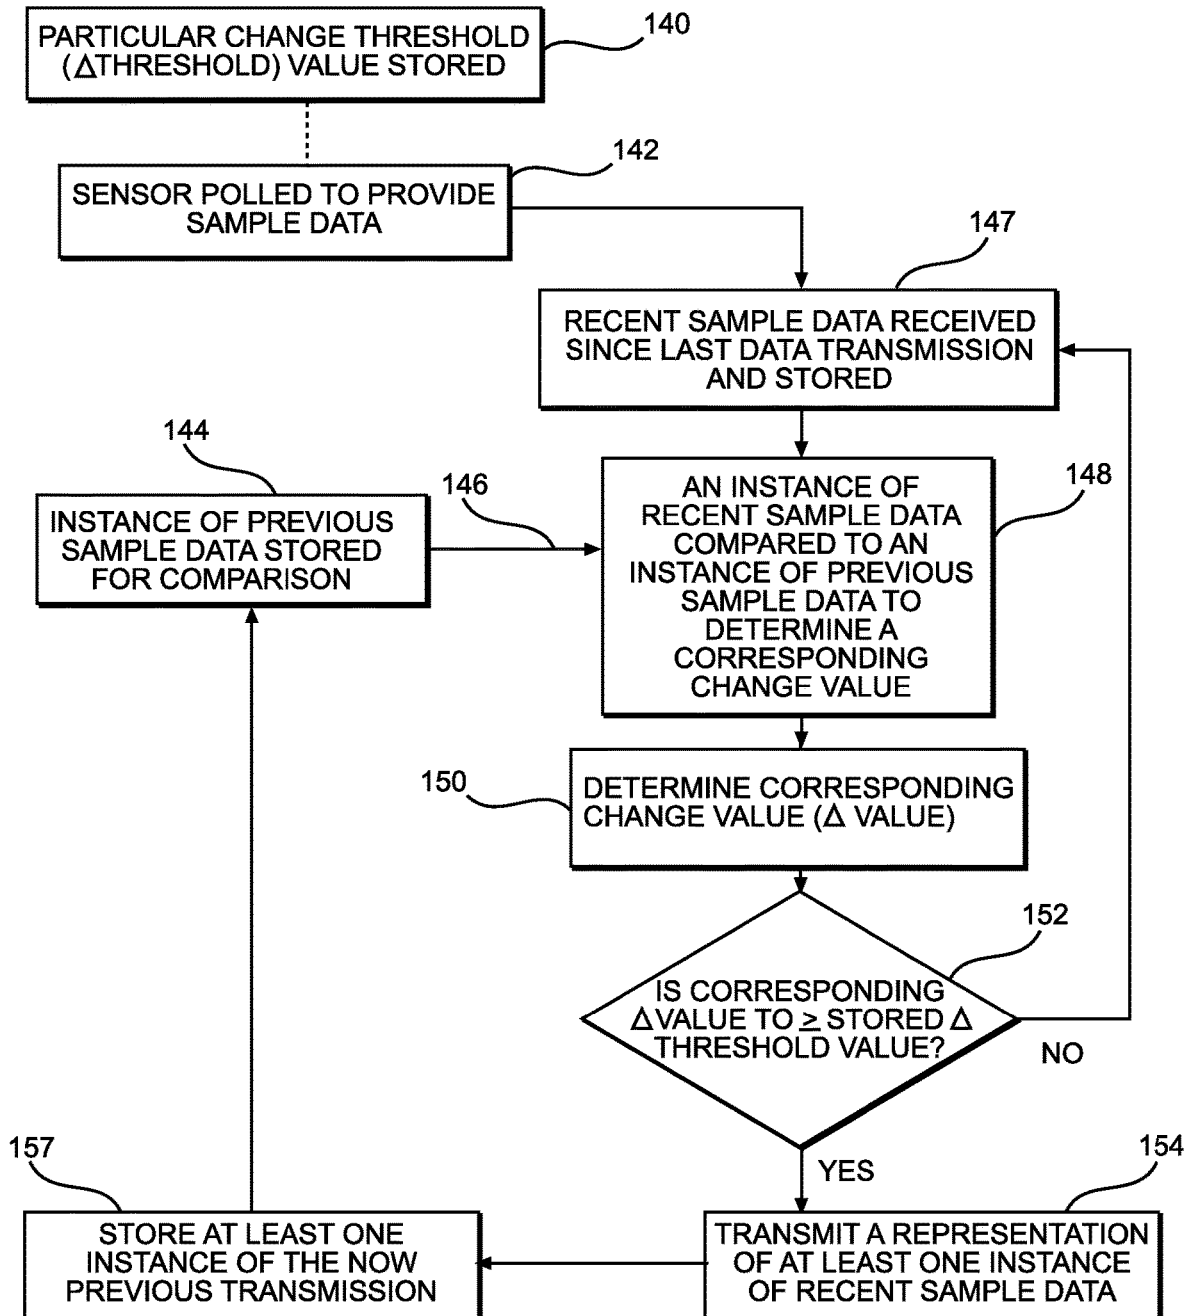 PARTICULAR CHANGE THRESHOLD
(ΔTHRESHOLD) VALUE STORED
140
SENSOR POLLED TO PROVIDE
SAMPLE DATA
142
147
RECENT SAMPLE DATA RECEIVED
SINCE LAST DATA TRANSMISSION
AND STORED
144
INSTANCE OF PREVIOUS
SAMPLE DATA STORED
FOR COMPARISON
146
AN INSTANCE OF
RECENT SAMPLE DATA
COMPARED TO AN
INSTANCE OF PREVIOUS
SAMPLE DATA TO
DETERMINE A
CORRESPONDING
CHANGE VALUE
148
150
DETERMINE CORRESPONDING
CHANGE VALUE (Δ VALUE)
152
IS CORRESPONDING
ΔVALUE TO ≥ STORED Δ
THRESHOLD VALUE?
NO
YES
157
STORE AT LEAST ONE
INSTANCE OF THE NOW
PREVIOUS TRANSMISSION
154
TRANSMIT A REPRESENTATION
OF AT LEAST ONE INSTANCE
OF RECENT SAMPLE DATA